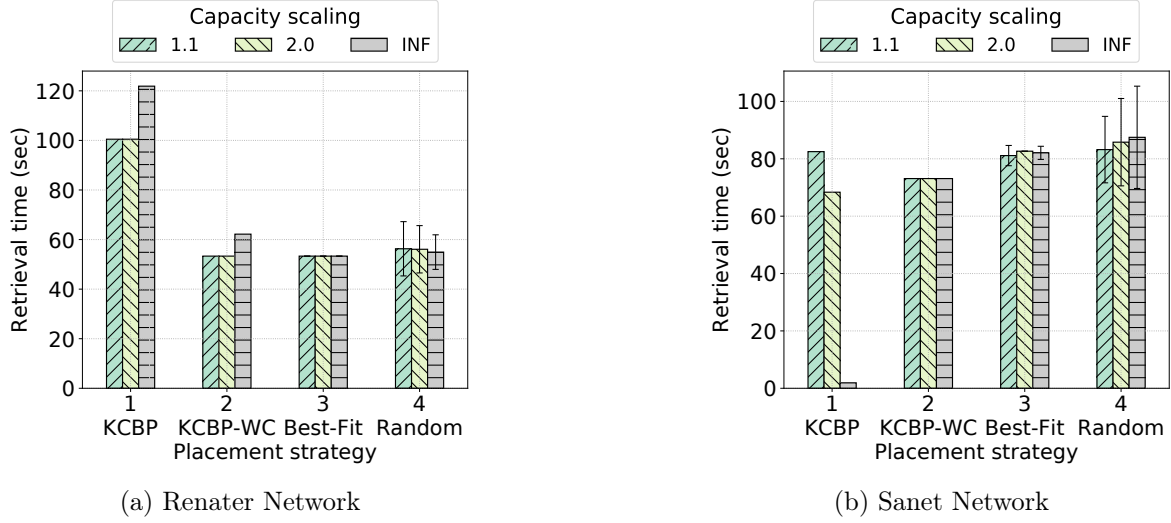 Capacity scaling
1.1 2.0 INF
Retrieval time (sec)
120
100
80
60
40
20
0
1 2 3 4
KCBP KCBP-WC Best-Fit Random
Placement strategy
(a) Renater Network
Capacity scaling
1.1 2.0 INF
Retrieval time (sec)
100
80
60
40
20
0
1 2 3 4
KCBP KCBP-WC Best-Fit Random
Placement strategy
(b) Sanet Network